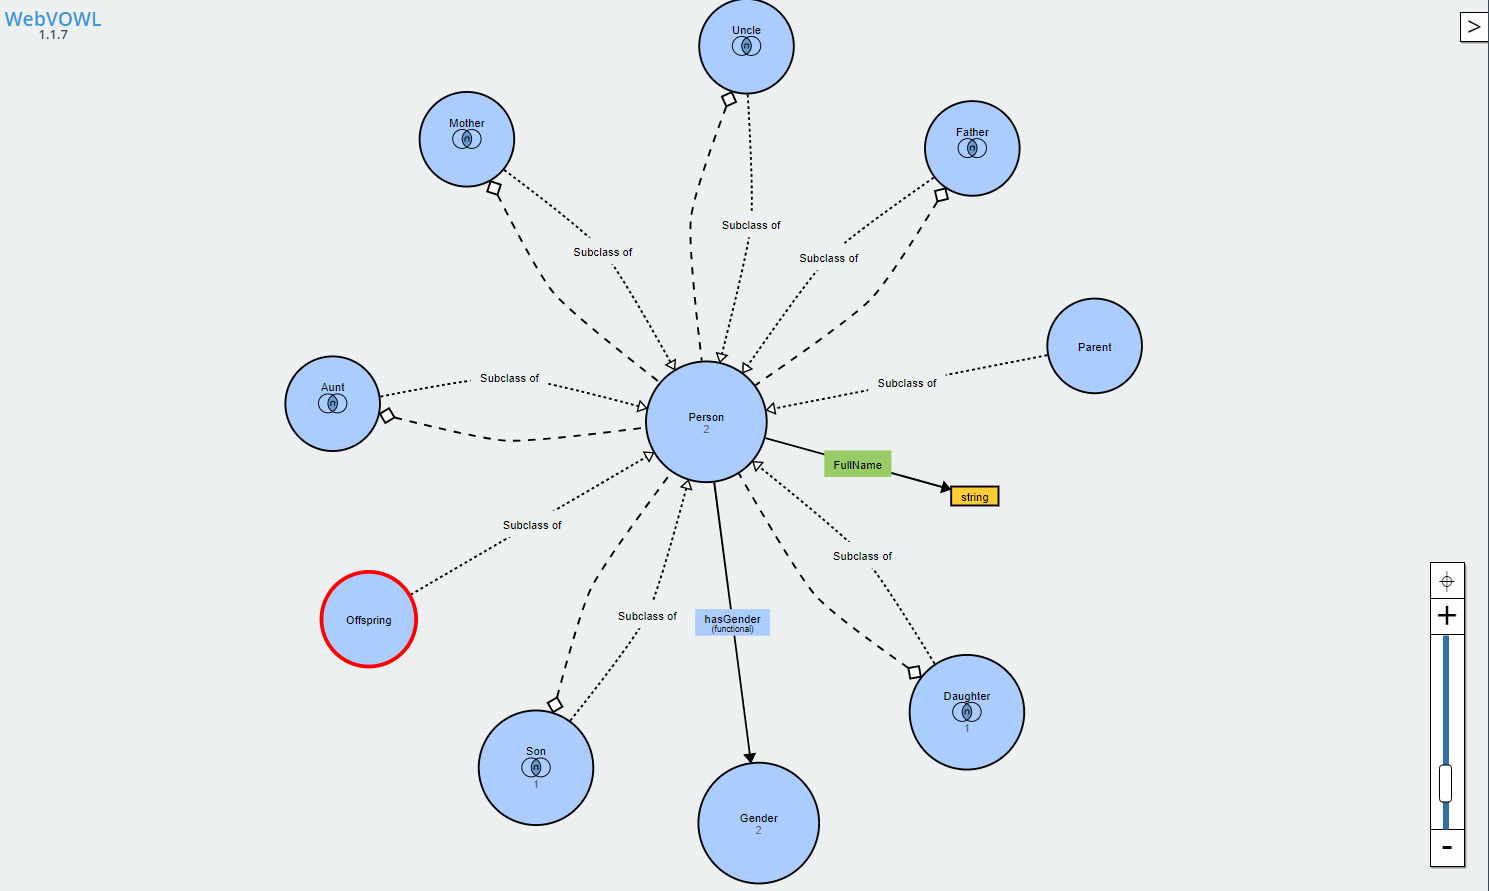 WebVOWL
1.1.7
>
Uncle
Mother
Father
Subclass of
Subclass of
Subclass of
Parent
Subclass of
Aunt
Subclass of
Person
2
FullName
string
Subclass of
Subclass of
Offspring
Subclass of
hasGender
(functional)
Daughter
1
Son
1
Gender
2
+
-